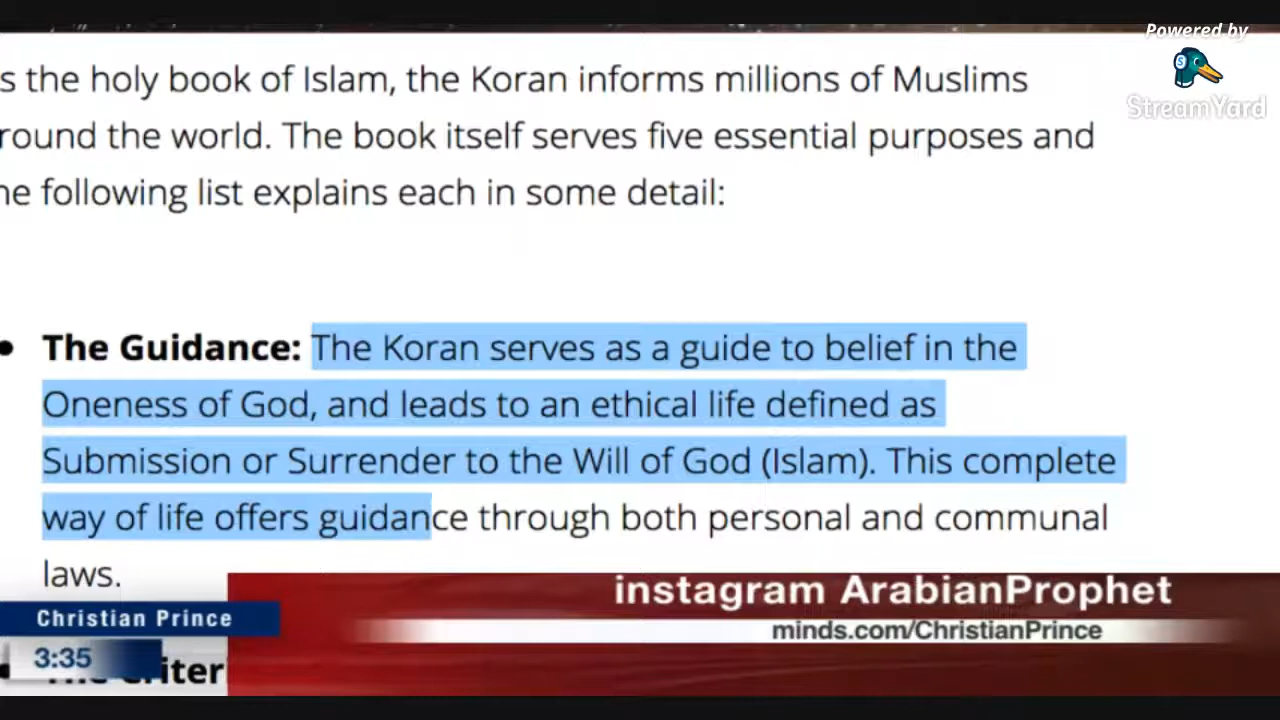 Powered by
StreamYard
s the holy book of Islam, the Koran informs millions of Muslims
round the world. The book itself serves five essential purposes and
he following list explains each in some detail:
• The Guidance: The Koran serves as a guide to belief in the
Oneness of God, and leads to an ethical life defined as
Submission or Surrender to the Will of God (Islam). This complete
way of life offers guidance through both personal and communal
laws.
instagram ArabianProphet
minds.com/ChristianPrince
Christian Prince
3:35